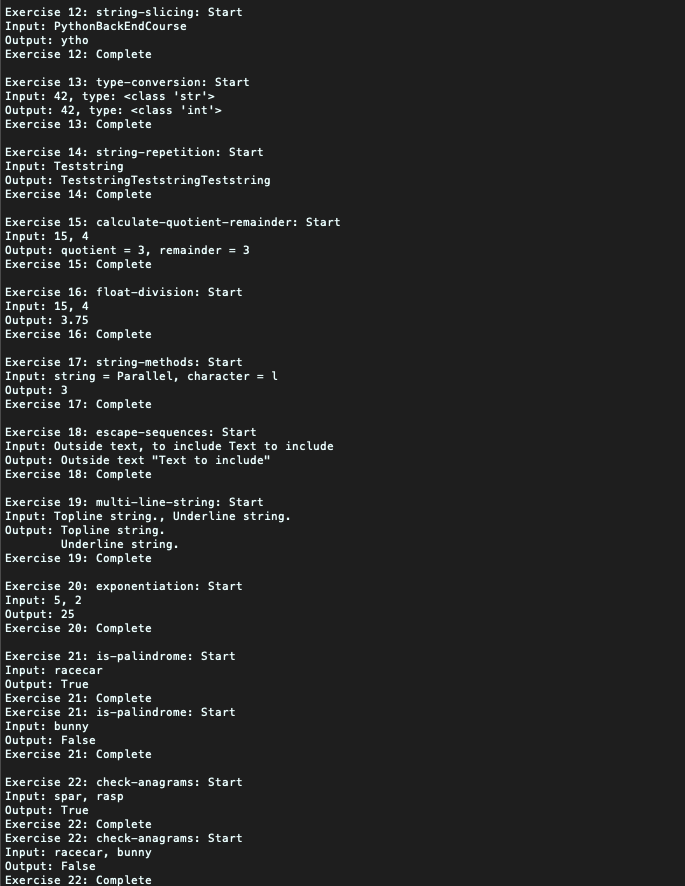 Exercise 12: string-slicing: Start
Input: PythonBackEndCourse
Output: ytho
Exercise 12: Complete

Exercise 13: type-conversion: Start
Input: 42, type: <class 'str'>
Output: 42, type: <class 'int'>
Exercise 13: Complete

Exercise 14: string-repetition: Start
Input: Teststring
Output: TeststringTeststringTeststring
Exercise 14: Complete

Exercise 15: calculate-quotient-remainder: Start
Input: 15, 4
Output: quotient = 3, remainder = 3
Exercise 15: Complete

Exercise 16: float-division: Start
Input: 15, 4
Output: 3.75
Exercise 16: Complete

Exercise 17: string-methods: Start
Input: string = Parallel, character = l
Output: 3
Exercise 17: Complete

Exercise 18: escape-sequences: Start
Input: Outside text, to include Text to include
Output: Outside text "Text to include"
Exercise 18: Complete

Exercise 19: multi-line-string: Start
Input: Topline string., Underline string.
Output: Topline string.
        Underline string.
Exercise 19: Complete

Exercise 20: exponentiation: Start
Input: 5, 2
Output: 25
Exercise 20: Complete

Exercise 21: is-palindrome: Start
Input: racecar
Output: True
Exercise 21: Complete
Exercise 21: is-palindrome: Start
Input: bunny
Output: False
Exercise 21: Complete

Exercise 22: check-anagrams: Start
Input: spar, rasp
Output: True
Exercise 22: Complete
Exercise 22: check-anagrams: Start
Input: racecar, bunny
Output: False
Exercise 22: Complete